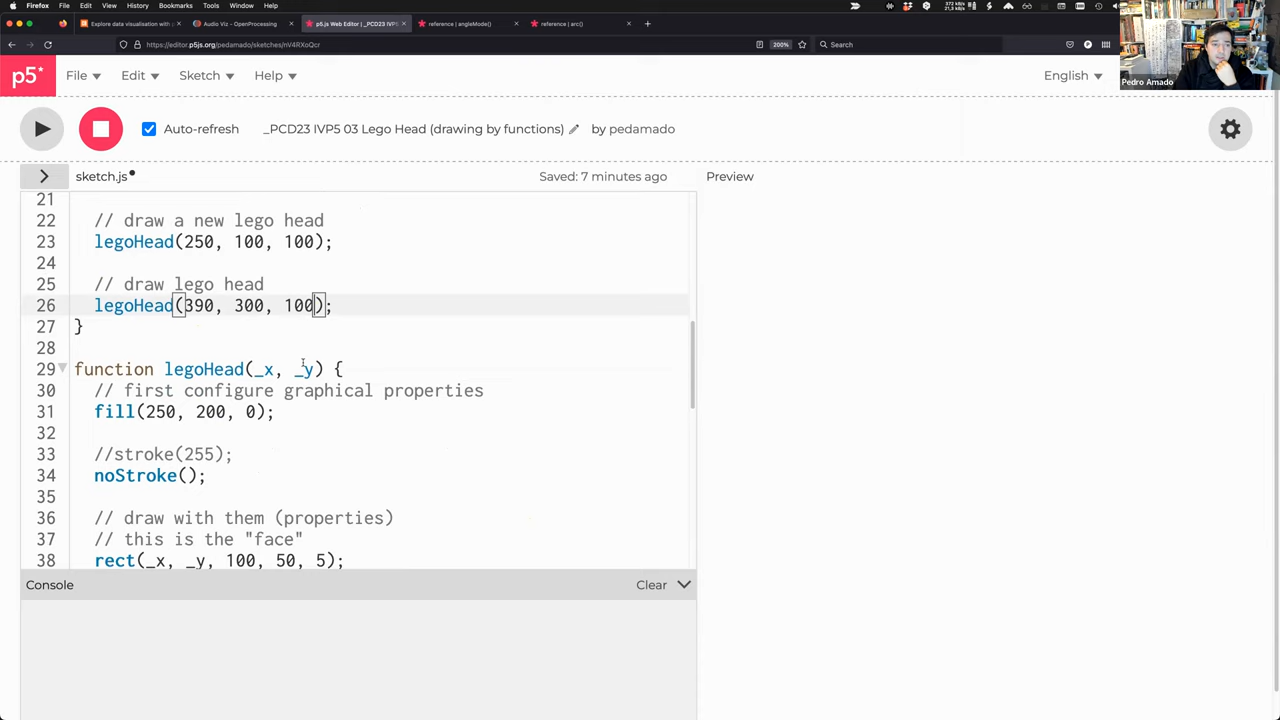 Firefox File Edit View History Bookmarks Tools Window Help
Explore data visualisation with p
Audio Viz - OpenProcessing
p5.js Web Editor | _PCD23 IVP5
reference | angleMode()
reference | arc()
https://editor.p5js.org/pedamado/sketches/nV4RXoQcr
200%
Search
Pedro Amado
p5* File Edit Sketch Help English
Auto-refresh _PCD23 IVP5 03 Lego Head (drawing by functions) by pedamado
sketch.js Saved: 7 minutes ago Preview
21
22 // draw a new lego head
23 legoHead(250, 100, 100);
24
25 // draw lego head
26 legoHead(390, 300, 100);
27 }
28
29 function legoHead(_x, _y) {
30 // first configure graphical properties
31 fill(250, 200, 0);
32
33 //stroke(255);
34 noStroke();
35
36 // draw with them (properties)
37 // this is the "face"
38 rect(_x, _y, 100, 50, 5);
Console Clear